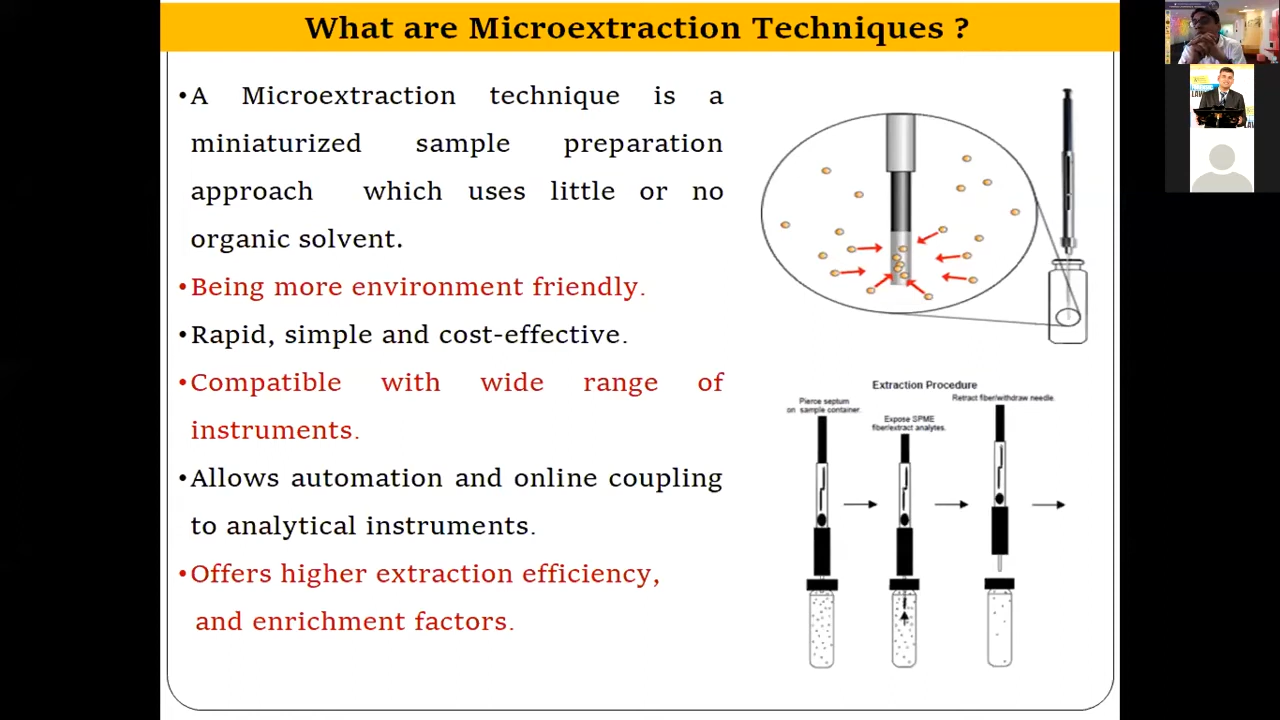 What are Microextraction Techniques ?
•A Microextraction technique is a
miniaturized sample preparation
approach which uses little or no
organic solvent.
•Being more environment friendly.
•Rapid, simple and cost-effective.
•Compatible with wide range of
instruments.
•Allows automation and online coupling
to analytical instruments.
•Offers higher extraction efficiency,
and enrichment factors.
Extraction Procedure
Pierce septum
on sample container.
Expose SPME
fiber/extract analytes.
Retract fiber/withdraw needle.
LAW